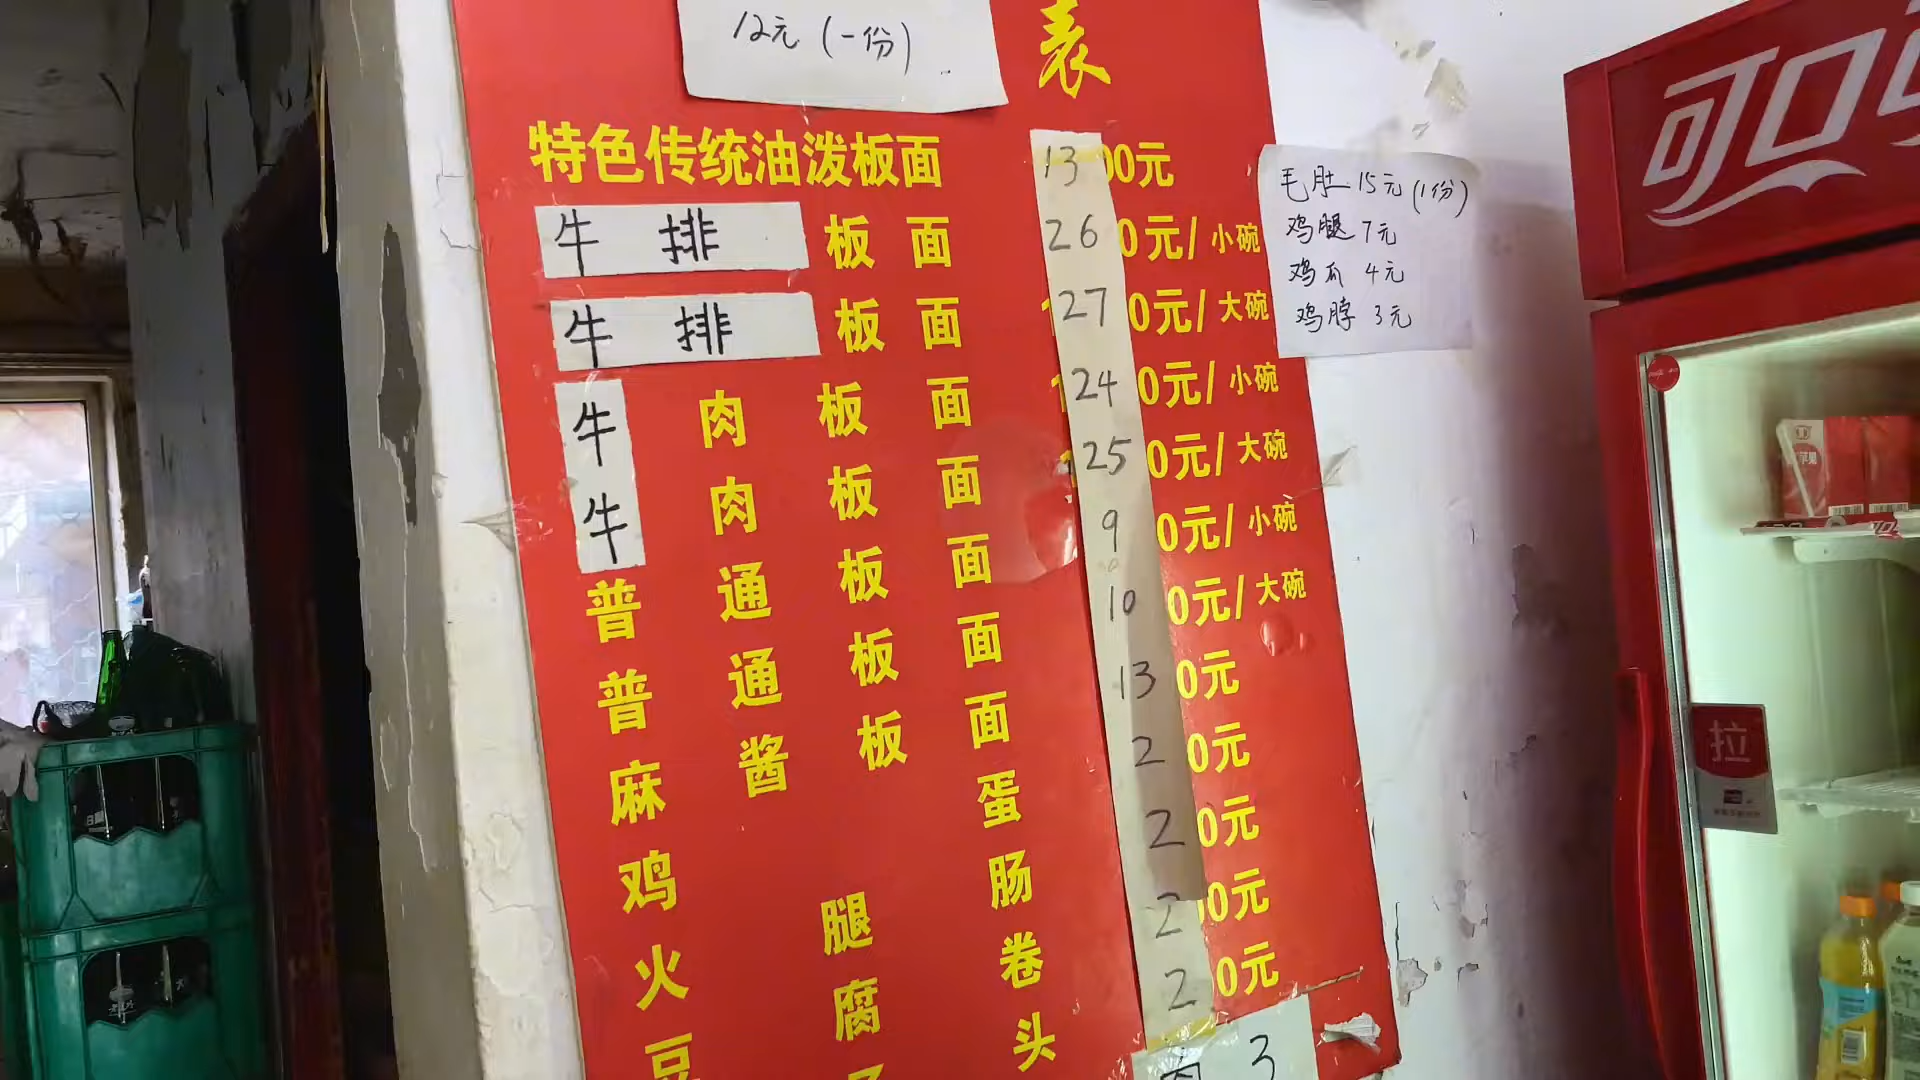 12元(一份)
表
特色传统油泼板面 13 00元
牛排板面 26 0元/小碗
牛排板面 27 0元/大碗
牛肉板面 24 0元/小碗
牛肉板面 25 0元/大碗
普通板面 9 0元/小碗
普通板面 10 0元/大碗
麻酱板面 13 0元
鸡蛋 2 0元
火腿肠 2 0元
豆腐卷 2 00元
头 2 0元
肉 3
毛肚 15元(1份)
鸡腿 7元
鸡爪 4元
鸡脖 3元
可口
拉